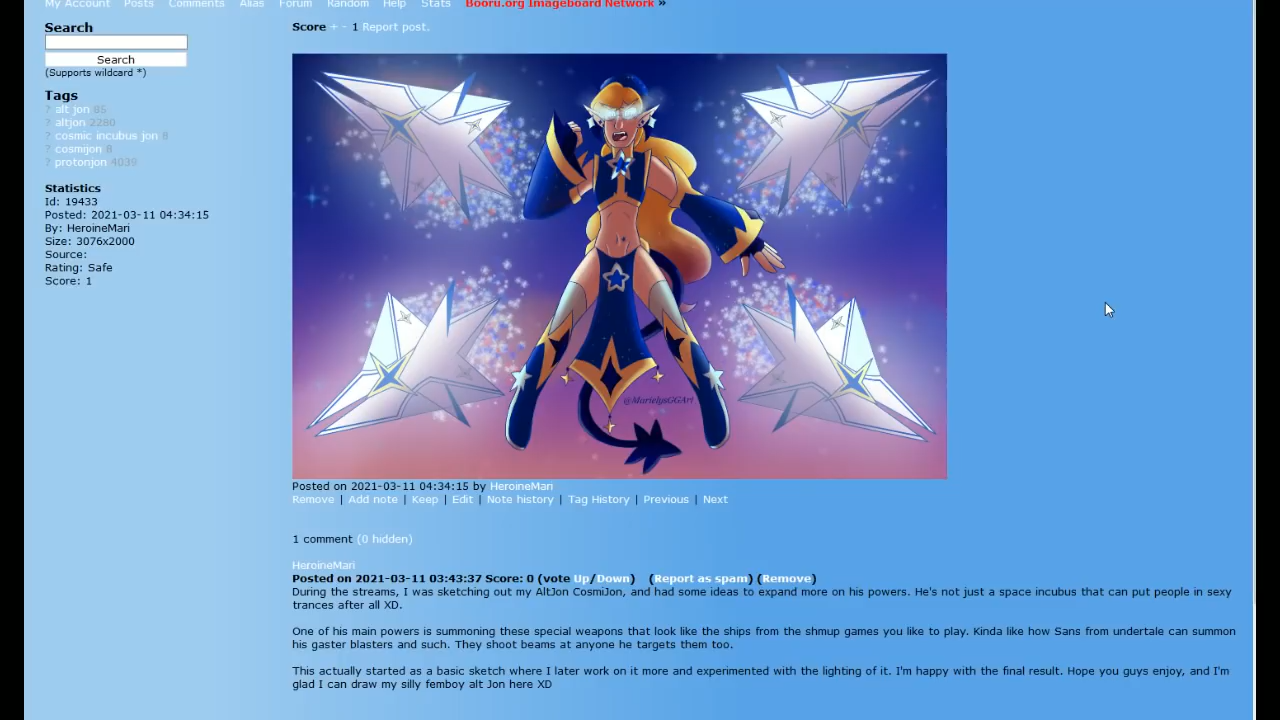 My Account Posts Comments Alias Forum Random Help Stats Booru.org Imageboard Network »
Search
Score + - 1 Report post.
Search
(Supports wildcard *)
Tags
? alt jon 85
? altjon 2280
? cosmic incubus jon 8
? cosmijon 8
? protonjon 4039
Statistics
Id: 19433
Posted: 2021-03-11 04:34:15
By: HeroineMari
Size: 3076x2000
Source:
Rating: Safe
Score: 1
@MarielysGGArt
Posted on 2021-03-11 04:34:15 by HeroineMari
Remove | Add note | Keep | Edit | Note history | Tag History | Previous | Next
1 comment (0 hidden)
HeroineMari
Posted on 2021-03-11 03:43:37 Score: 0 (vote Up/Down) (Report as spam) (Remove)
During the streams, I was sketching out my AltJon CosmiJon, and had some ideas to expand more on his powers. He's not just a space incubus that can put people in sexy
trances after all XD.
One of his main powers is summoning these special weapons that look like the ships from the shmup games you like to play. Kinda like how Sans from undertale can summon
his gaster blasters and such. They shoot beams at anyone he targets them too.
This actually started as a basic sketch where I later work on it more and experimented with the lighting of it. I'm happy with the final result. Hope you guys enjoy, and I'm
glad I can draw my silly femboy alt Jon here XD